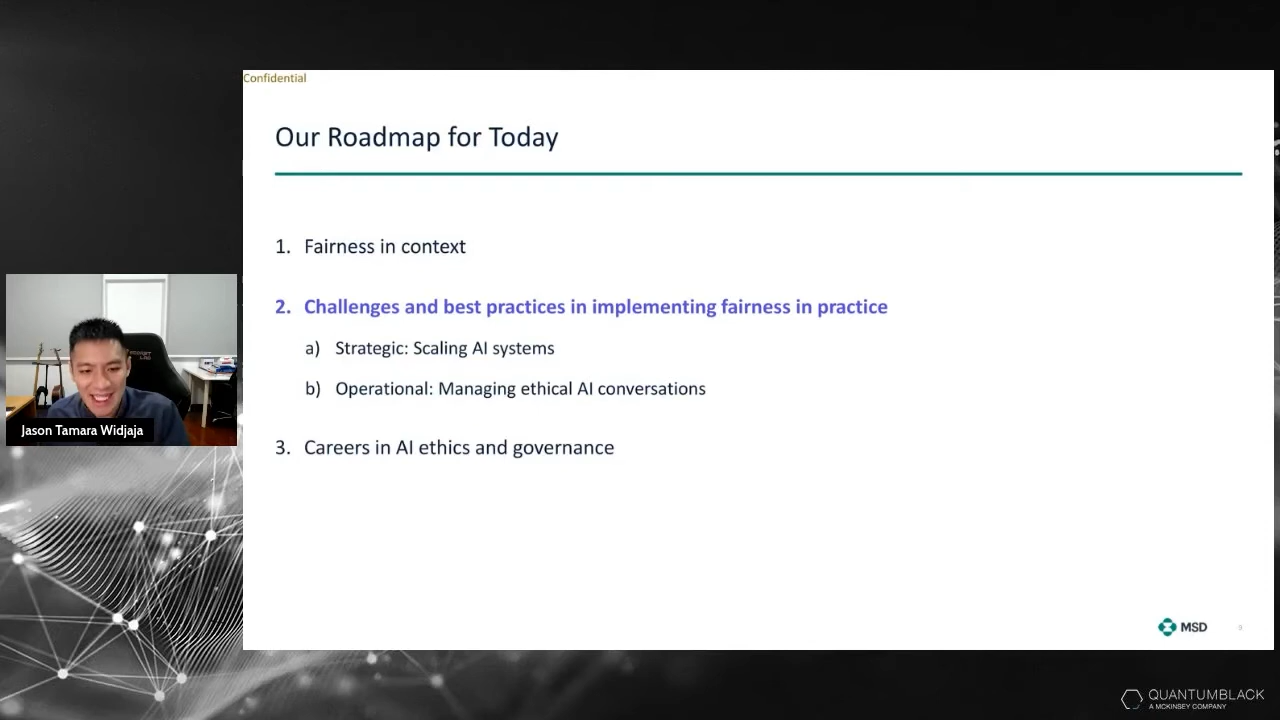 Confidential
Our Roadmap for Today
1. Fairness in context
2. Challenges and best practices in implementing fairness in practice
a) Strategic: Scaling AI systems
b) Operational: Managing ethical AI conversations
3. Careers in AI ethics and governance
Jason Tamara Widjaja
MSD
QUANTUMBLACK
A MCKINSEY COMPANY